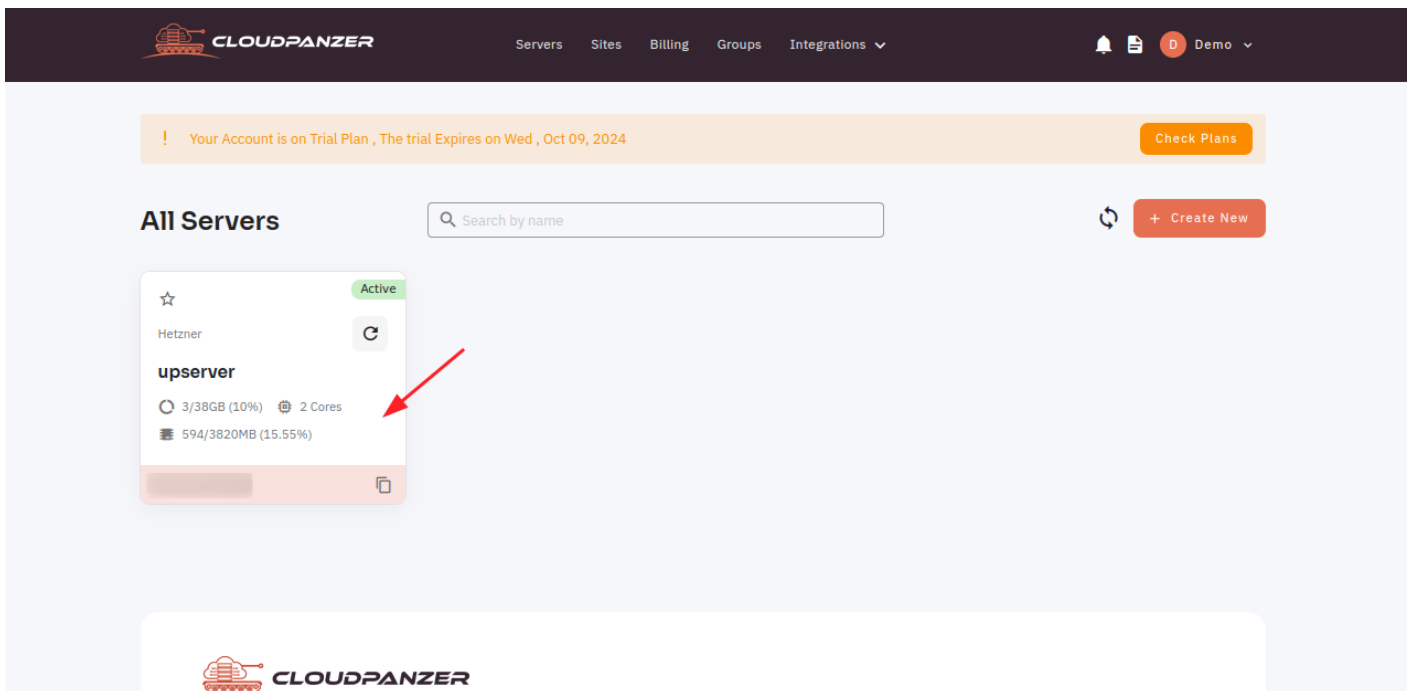 CLOUDPANZER Servers Sites Billing Groups Integrations D Demo
! Your Account is on Trial Plan , The trial Expires on Wed , Oct 09, 2024 Check Plans
All Servers Search by name + Create New
Active
Hetzner
upserver
3/38GB (10%) 2 Cores
594/3820MB (15.55%)
CLOUDPANZER